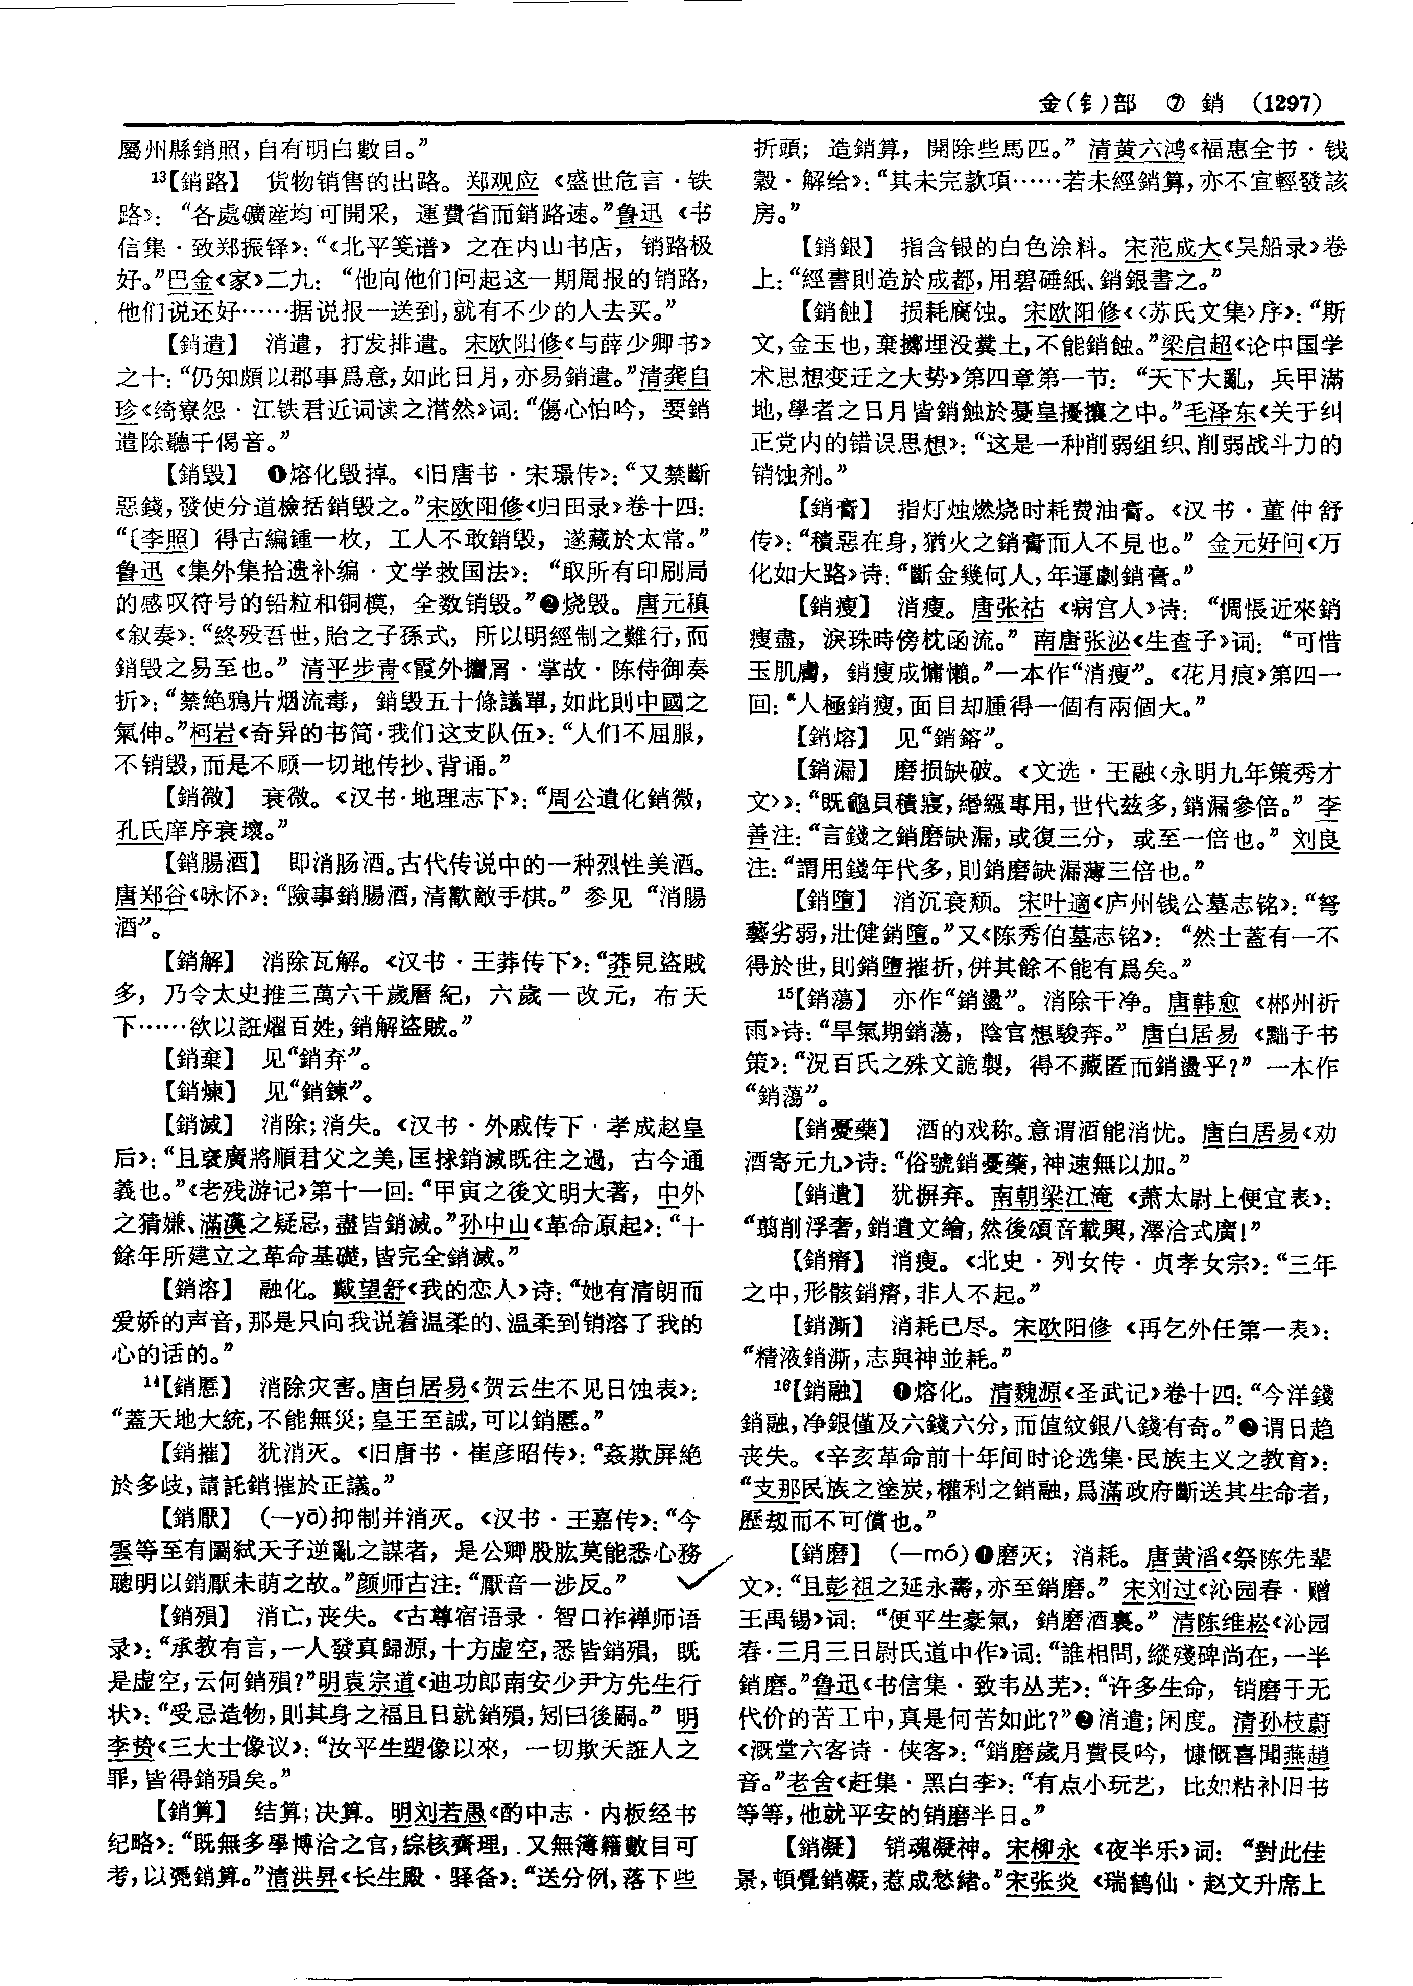 金(钅)部 ⑦ 銷 (1297)
屬州縣銷照,自有明白數目。”
13【銷路】 货物销售的出路。郑观应《盛世危言·铁
路》:“各處礦産均可開采,運費省而銷路速。”鲁迅《书
信集·致郑振铎》:“《北平笺谱》之在内山书店,销路极
好。”巴金《家》二九:“他向他们问起这一期周报的销路,
他们说还好……据说报一送到,就有不少的人去买。”
【銷遣】 消遣,打发排遣。宋欧阳修《与薛少卿书》
之十:“仍知頗以郡事爲意,如此日月,亦易銷遣。”清龚自
珍《绮寮怨·江铁君近词读之潸然》词:“傷心怕吟,要銷
遣除聽千偈音。”
【銷毁】 ❶熔化毁掉。《旧唐书·宋璟传》:“又禁斷
惡錢,發使分道檢括銷毁之。”宋欧阳修《归田录》卷十四:
“〔李照〕得古編鍾一枚,工人不敢銷毁,遂藏於太常。”
鲁迅《集外集拾遗补编·文学救国法》:“取所有印刷局
的感叹符号的铅粒和铜模,全数销毁。”❷烧毁。唐元稹
《叙奏》:“終殁吾世,貽之子孫式,所以明經制之難行,而
銷毁之易至也。”清平步青《霞外攟屑·掌故·陈侍御奏
折》:“禁絶鴉片烟流毒,銷毁五十條議單,如此則中國之
氣伸。”柯岩《奇异的书简·我们这支队伍》:“人们不屈服,
不销毁,而是不顾一切地传抄、背诵。”
【銷微】 衰微。《汉书·地理志下》:“周公遺化銷微,
孔氏庠序衰壞。”
【銷腸酒】 即消肠酒。古代传说中的一种烈性美酒。
唐郑谷《咏怀》:“險事銷腸酒,清歡敵手棋。”参见“消腸
酒”。
【銷解】 消除瓦解。《汉书·王莽传下》:“莽見盗賊
多,乃令太史推三萬六千歲曆紀,六歲一改元,布天
下……欲以誑燿百姓,銷解盗賊。”
【銷棄】 见“銷弃”。
【銷煉】 见“銷鍊”。
【銷滅】 消除;消失。《汉书·外戚传下·孝成赵皇
后》:“且襃廣將順君父之美,匡捄銷滅既往之過,古今通
義也。”《老残游记》第十一回:“甲寅之後文明大著,中外
之猜嫌、滿漢之疑忌,盡皆銷滅。”孙中山《革命原起》:“十
餘年所建立之革命基礎,皆完全銷滅。”
【銷溶】 融化。戴望舒《我的恋人》诗:“她有清朗而
爱娇的声音,那是只向我说着温柔的、温柔到销溶了我的
心的话的。”
14【銷慝】 消除灾害。唐白居易《贺云生不见日蚀表》:
“蓋天地大統,不能無災;皇王至誠,可以銷慝。”
【銷摧】 犹消灭。《旧唐书·崔彦昭传》:“姦欺屏絶
於多歧,請託銷摧於正議。”
【銷厭】 (—yā)抑制并消灭。《汉书·王嘉传》:“今
雲等至有圖弑天子逆亂之謀者,是公卿股肱莫能悉心務
聰明以銷厭未萌之故。”颜师古注:“厭音一涉反。”
【銷殞】 消亡,丧失。《古尊宿语录·智门祚禅师语
录》:“承教有言,一人發真歸源,十方虚空,悉皆銷殞,既
是虚空,云何銷殞?”明袁宗道《迪功郎南安少尹方先生行
状》:“受忌造物,則其身之福且日就銷殞,矧曰後嗣。”明
李贽《三大士像议》:“汝平生塑像以來,一切欺天誑人之
罪,皆得銷殞矣。”
【銷算】 结算;决算。明刘若愚《酌中志·内板经书
纪略》:“既無多學博洽之官,綜核齊理,又無簿籍數目可
考,以凴銷算。”清洪昇《长生殿·驿备》:“送分例,落下些
折頭;造銷算,開除些馬匹。”清黄六鸿《福惠全书·钱
穀·解给》:“其未完款項……若未經銷算,亦不宜輕發該
房。”
【銷銀】 指含银的白色涂料。宋范成大《吴船录》卷
上:“經書則造於成都,用碧硾紙、銷銀書之。”
【銷蝕】 损耗腐蚀。宋欧阳修《〈苏氏文集〉序》:“斯
文,金玉也,棄擲埋没糞土,不能銷蝕。”梁启超《论中国学
术思想变迁之大势》第四章第一节:“天下大亂,兵甲滿
地,學者之日月皆銷蝕於憂皇擾攘之中。”毛泽东《关于纠
正党内的错误思想》:“这是一种削弱组织、削弱战斗力的
销蚀剂。”
【銷膏】 指灯烛燃烧时耗费油膏。《汉书·董仲舒
传》:“積惡在身,猶火之銷膏而人不見也。”金元好问《万
化如大路》诗:“斷金幾何人,年運劇銷膏。”
【銷瘦】 消瘦。唐张祜《病宫人》诗:“惆悵近來銷
瘦盡,淚珠時傍枕函流。”南唐张泌《生查子》词:“可惜
玉肌膚,銷瘦成慵懶。”一本作“消瘦”。《花月痕》第四一
回:“人極銷瘦,面目却腫得一個有兩個大。”
【銷熔】 见“銷鎔”。
【銷漏】 磨损缺破。《文选·王融〈永明九年策秀才
文〉》:“既龜貝積寢,緡繦專用,世代兹多,銷漏參倍。”李
善注:“言錢之銷磨缺漏,或復三分,或至一倍也。”刘良
注:“謂用錢年代多,則銷磨缺漏薄三倍也。”
【銷墮】 消沉衰颓。宋叶適《庐州钱公墓志铭》:“弩
藝劣弱,壯健銷墮。”又《陈秀伯墓志铭》:“然士蓋有一不
得於世,則銷墮摧折,併其餘不能有爲矣。”
15【銷蕩】 亦作“銷盪”。消除干净。唐韩愈《郴州祈
雨》诗:“旱氣期銷蕩,陰官想駿奔。”唐白居易《黜子书
策》:“況百氏之殊文詭製,得不藏匿而銷盪乎?”一本作
“銷蕩”。
【銷憂藥】 酒的戏称。意谓酒能消忧。唐白居易《劝
酒寄元九》诗:“俗號銷憂藥,神速無以加。”
【銷遺】 犹摒弃。南朝梁江淹《萧太尉上便宜表》:
“翦削浮奢,銷遺文繪,然後頌音載興,澤洽式廣!”
【銷瘠】 消瘦。《北史·列女传·贞孝女宗》:“三年
之中,形骸銷瘠,非人不起。”
【銷澌】 消耗已尽。宋欧阳修《再乞外任第一表》:
“精液銷澌,志與神並耗。”
16【銷融】 ❶熔化。清魏源《圣武记》卷十四:“今洋錢
銷融,净銀僅及六錢六分,而值紋銀八錢有奇。”❷谓日趋
丧失。《辛亥革命前十年间时论选集·民族主义之教育》:
“支那民族之塗炭,權利之銷融,爲滿政府斷送其生命者,
歷刼而不可償也。”
【銷磨】 (—mó)❶磨灭;消耗。唐黄滔《祭陈先辈
文》:“且彭祖之延永壽,亦至銷磨。”宋刘过《沁园春·赠
王禹锡》词:“便平生豪氣,銷磨酒裏。”清陈维崧《沁园
春·三月三日尉氏道中作》词:“誰相問,縱殘碑尚在,一半
銷磨。”鲁迅《书信集·致韦丛芜》:“许多生命,销磨于无
代价的苦工中,真是何苦如此?”❷消遣;闲度。清孙枝蔚
《溉堂六客诗·侠客》:“銷磨歲月費長吟,慷慨喜聞燕趙
音。”老舍《赶集·黑白李》:“有点小玩艺,比如粘补旧书
等等,他就平安的销磨半日。”
【銷凝】 销魂凝神。宋柳永《夜半乐》词:“對此佳
景,頓覺銷凝,惹成愁緒。”宋张炎《瑞鹤仙·赵文升席上